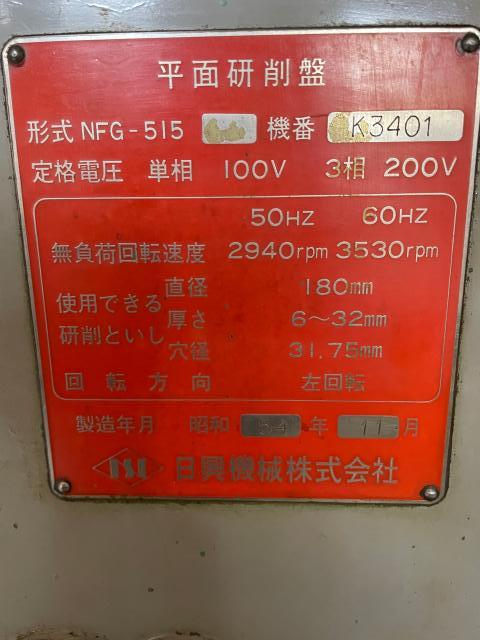 平面研削盤
形式 NFG-515 機番 K3401
定格電圧 単相 100V 3相 200V
50HZ 60HZ
無負荷回転速度 2940rpm 3530rpm
使用できる研削といし 直径 180mm
厚さ 6〜32mm
穴径 31.75mm
回転方向 左回転
製造年月 昭和 54 年 11 月
日興機械株式会社